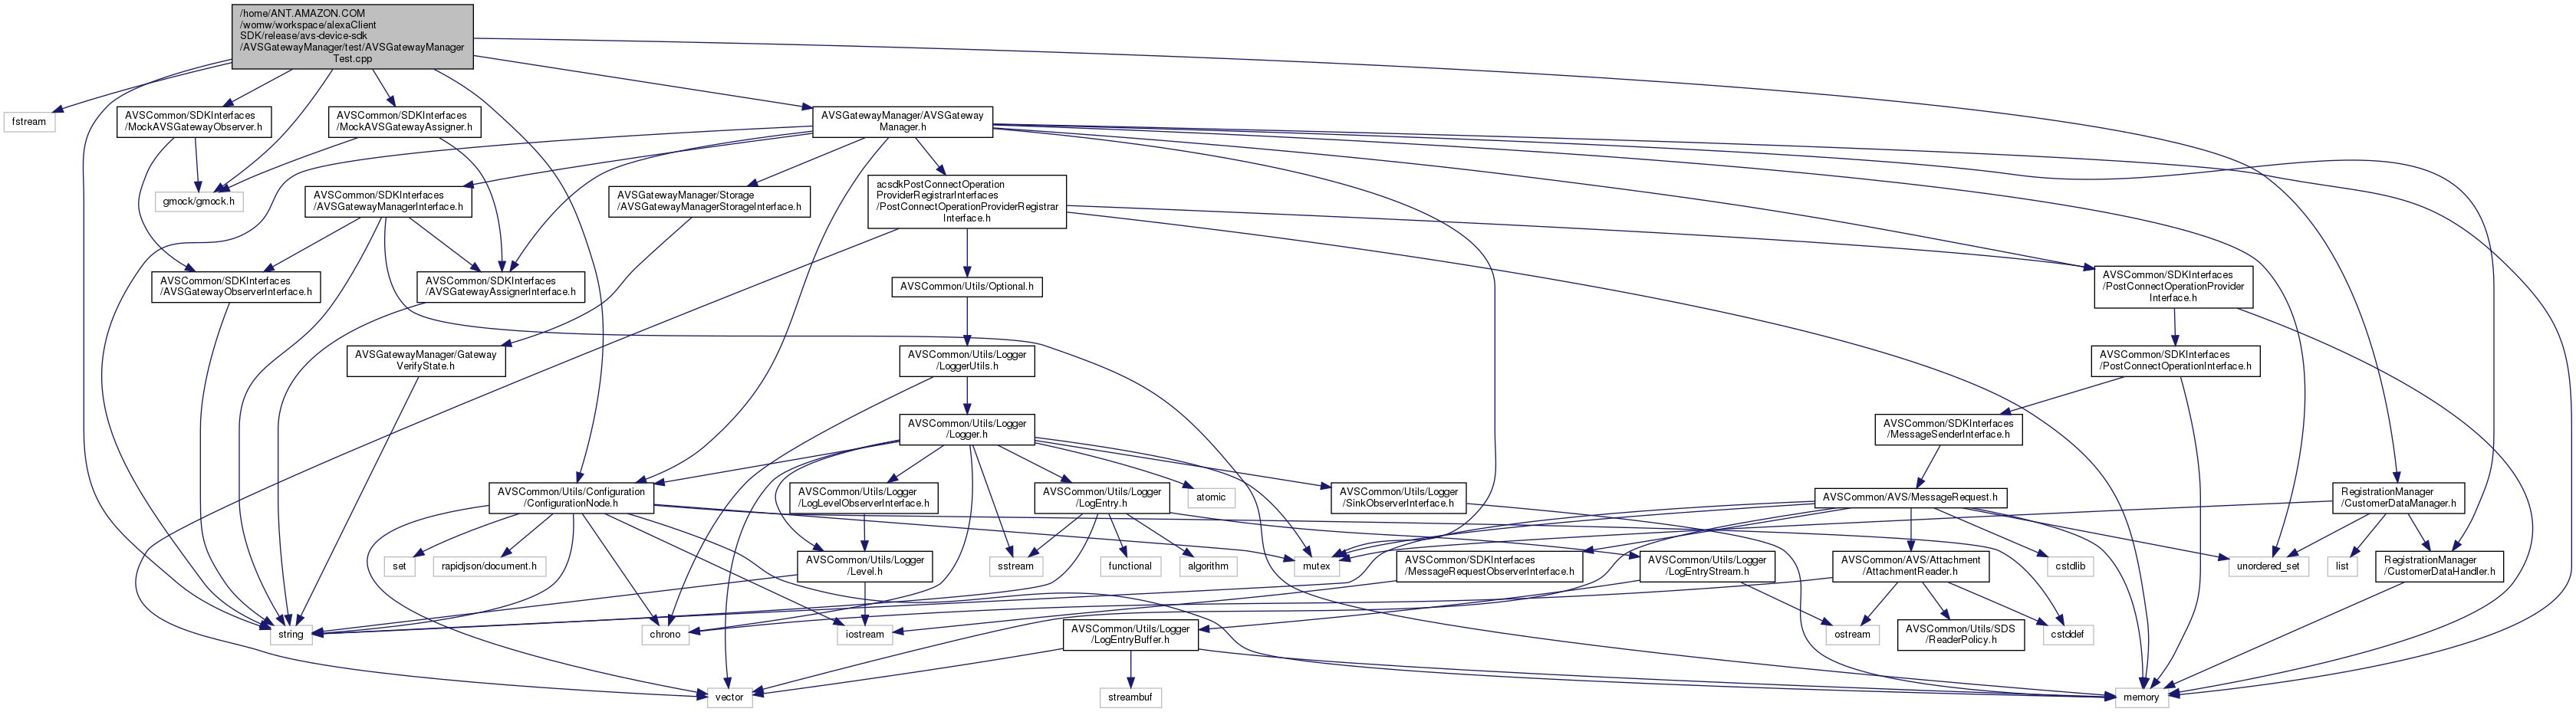 /home/ANT.AMAZON.COM
/womw/workspace/alexaClient
SDK/release/avs-device-sdk
/AVSGatewayManager/test/AVSGatewayManager
Test.cpp
fstream
AVSCommon/SDKInterfaces
/MockAVSGatewayObserver.h
AVSCommon/SDKInterfaces
/MockAVSGatewayAssigner.h
AVSGatewayManager/AVSGateway
Manager.h
gmock/gmock.h
AVSCommon/SDKInterfaces
/AVSGatewayManagerInterface.h
AVSGatewayManager/Storage
/AVSGatewayManagerStorageInterface.h
acsdkPostConnectOperation
ProviderRegistrarInterfaces
/PostConnectOperationProviderRegistrar
Interface.h
AVSCommon/SDKInterfaces
/AVSGatewayObserverInterface.h
AVSCommon/SDKInterfaces
/AVSGatewayAssignerInterface.h
AVSCommon/Utils/Optional.h
AVSCommon/SDKInterfaces
/PostConnectOperationProvider
Interface.h
AVSGatewayManager/Gateway
VerifyState.h
AVSCommon/Utils/Logger
/LoggerUtils.h
AVSCommon/SDKInterfaces
/PostConnectOperationInterface.h
AVSCommon/Utils/Logger
/Logger.h
AVSCommon/SDKInterfaces
/MessageSenderInterface.h
AVSCommon/Utils/Configuration
/ConfigurationNode.h
AVSCommon/Utils/Logger
/LogLevelObserverInterface.h
AVSCommon/Utils/Logger
/LogEntry.h
atomic
AVSCommon/Utils/Logger
/SinkObserverInterface.h
AVSCommon/AVS/MessageRequest.h
RegistrationManager
/CustomerDataManager.h
set
rapidjson/document.h
AVSCommon/Utils/Logger
/Level.h
sstream
functional
algorithm
mutex
AVSCommon/SDKInterfaces
/MessageRequestObserverInterface.h
AVSCommon/Utils/Logger
/LogEntryStream.h
AVSCommon/AVS/Attachment
/AttachmentReader.h
cstdlib
unordered_set
list
RegistrationManager
/CustomerDataHandler.h
string
chrono
iostream
AVSCommon/Utils/Logger
/LogEntryBuffer.h
ostream
AVSCommon/Utils/SDS
/ReaderPolicy.h
cstddef
vector
streambuf
memory